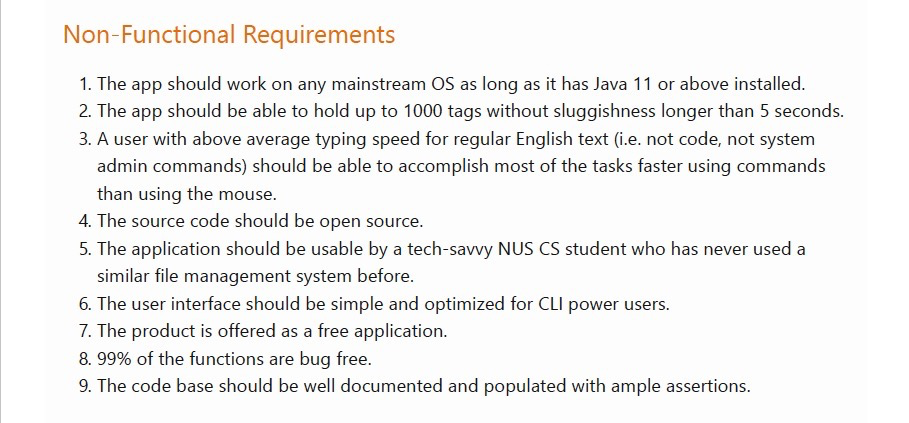 Non-Functional Requirements
1. The app should work on any mainstream OS as long as it has Java 11 or above installed.
2. The app should be able to hold up to 1000 tags without sluggishness longer than 5 seconds.
3. A user with above average typing speed for regular English text (i.e. not code, not system
admin commands) should be able to accomplish most of the tasks faster using commands
than using the mouse.
4. The source code should be open source.
5. The application should be usable by a tech-savvy NUS CS student who has never used a
similar file management system before.
6. The user interface should be simple and optimized for CLI power users.
7. The product is offered as a free application.
8. 99% of the functions are bug free.
9. The code base should be well documented and populated with ample assertions.